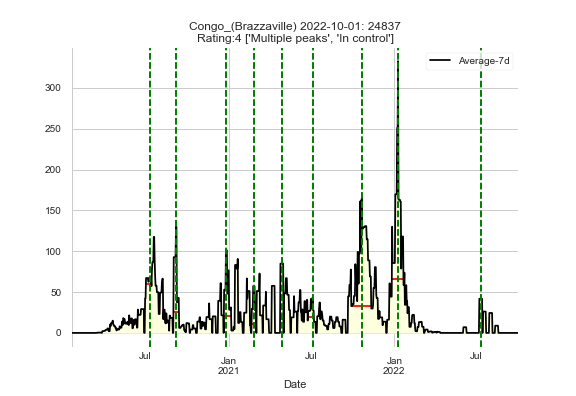 Congo_(Brazzaville) 2022-10-01: 24837
Rating:4 ['Multiple peaks', 'In control']
Average-7d
300
250
200
150
100
50
0
Jul
Jan
2021
Jul
Jan
2022
Jul
Date